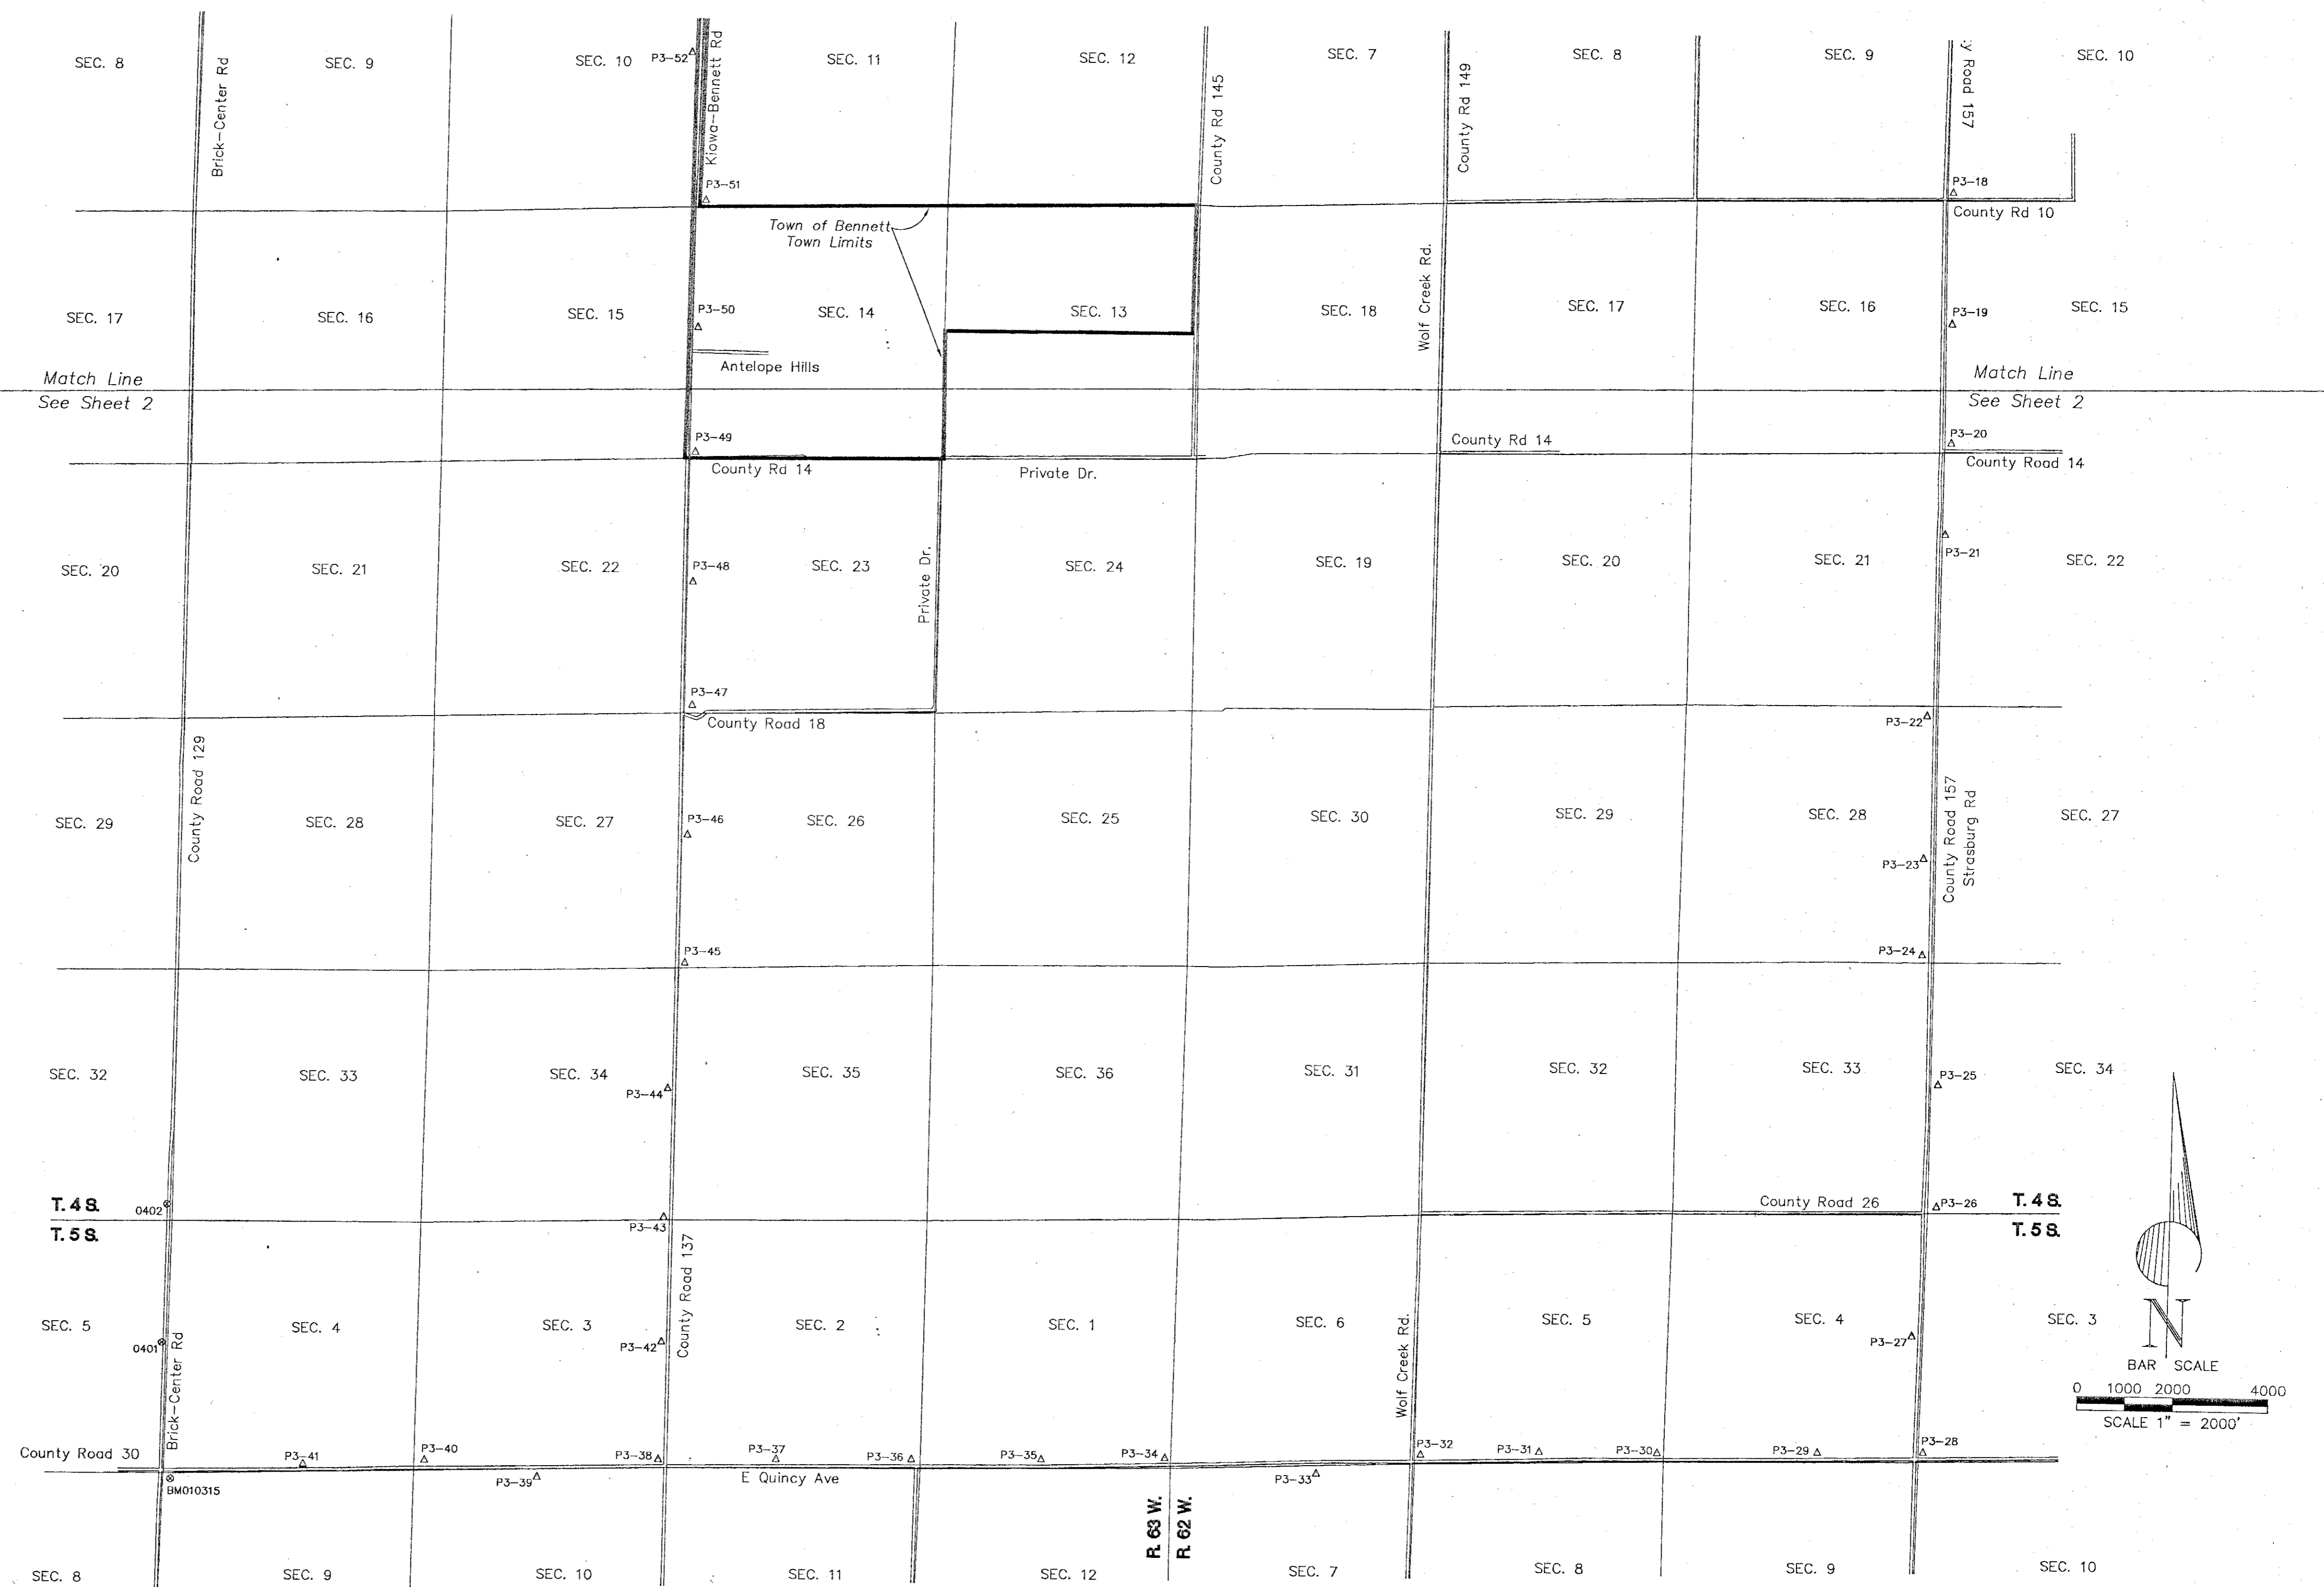 SEC. 8
Brick-Center Rd
SEC. 9
SEC. 10
P3-52
Kiowa-Bennett Rd
SEC. 11
SEC. 12
County Rd 145
SEC. 7
County Rd 149
SEC. 8
SEC. 9
y Road 157
SEC. 10
P3-51
P3-18
County Rd 10
Town of Bennett
Town Limits
SEC. 17
SEC. 16
SEC. 15
P3-50
SEC. 14
SEC. 13
SEC. 18
Wolf Creek Rd.
SEC. 17
SEC. 16
P3-19
SEC. 15
Antelope Hills
Match Line
See Sheet 2
Match Line
See Sheet 2
P3-49
County Rd 14
Private Dr.
County Rd 14
P3-20
County Road 14
SEC. 20
SEC. 21
SEC. 22
P3-48
SEC. 23
Private Dr.
SEC. 24
SEC. 19
SEC. 20
SEC. 21
P3-21
SEC. 22
P3-47
County Road 18
P3-22
SEC. 29
County Road 129
SEC. 28
SEC. 27
P3-46
SEC. 26
SEC. 25
SEC. 30
SEC. 29
SEC. 28
P3-23
County Road 157
Strasburg Rd
SEC. 27
P3-45
P3-24
SEC. 32
SEC. 33
SEC. 34
P3-44
SEC. 35
SEC. 36
SEC. 31
SEC. 32
SEC. 33
P3-25
SEC. 34
T. 4 S.
0402
T. 5 S.
P3-43
County Road 26
P3-26
T. 4 S.
T. 5 S.
SEC. 5
0401
Brick-Center Rd
SEC. 4
SEC. 3
P3-42
County Road 137
SEC. 2
SEC. 1
SEC. 6
Wolf Creek Rd.
SEC. 5
SEC. 4
P3-27
SEC. 3
N
BAR SCALE
0 1000 2000 4000
SCALE 1" = 2000'
County Road 30
P3-41
P3-40
P3-39
P3-38
P3-37
P3-36
P3-35
P3-34
P3-33
P3-32
P3-31
P3-30
P3-29
P3-28
E Quincy Ave
BM010315
R. 63 W.
R. 62 W.
SEC. 8
SEC. 9
SEC. 10
SEC. 11
SEC. 12
SEC. 7
SEC. 8
SEC. 9
SEC. 10